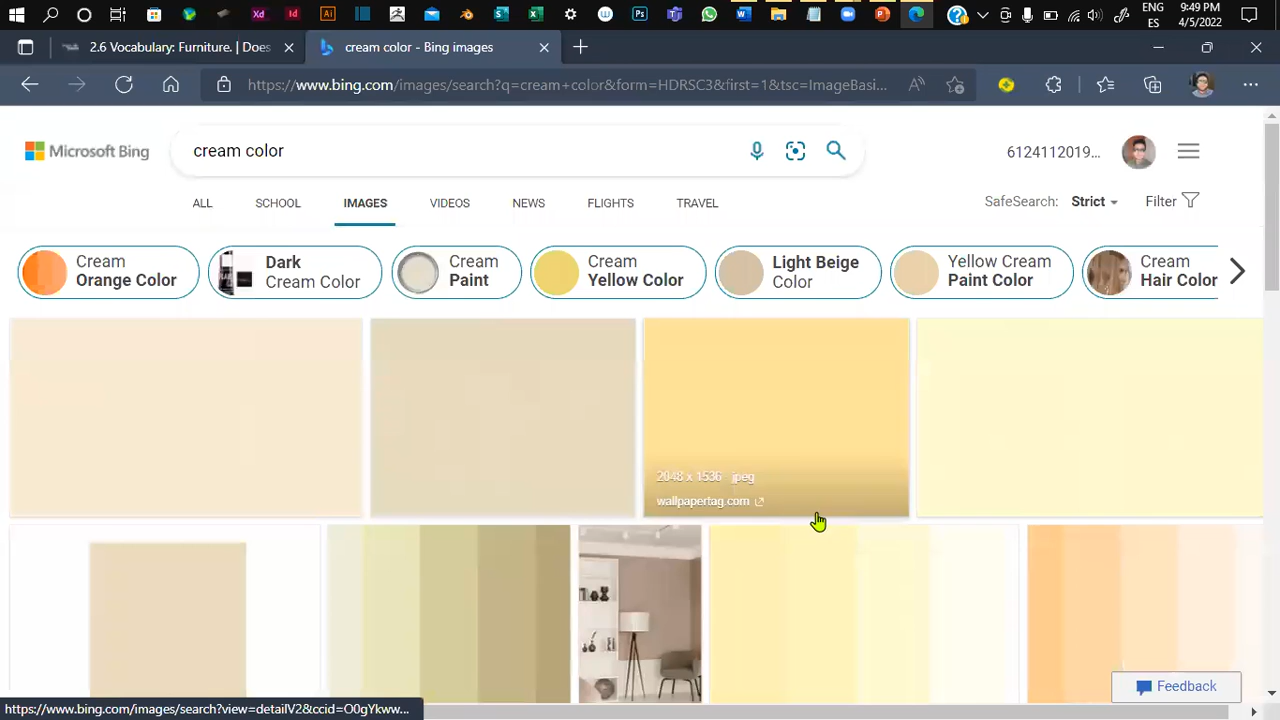 9:49 PM
4/5/2022
ENG
ES
2.6 Vocabulary: Furniture. | Does
cream color - Bing images
https://www.bing.com/images/search?q=cream+color&form=HDRSC3&first=1&tsc=ImageBasi...
Microsoft Bing
cream color
6124112019...
ALL
SCHOOL
IMAGES
VIDEOS
NEWS
FLIGHTS
TRAVEL
SafeSearch: Strict
Filter
Cream
Orange Color
Dark
Cream Color
Cream
Paint
Cream
Yellow Color
Light Beige
Color
Yellow Cream
Paint Color
Cream
Hair Color
2048 x 1536 jpeg
wallpapertag.com
Feedback
https://www.bing.com/images/search?view=detailV2&ccid=O0gYkww...